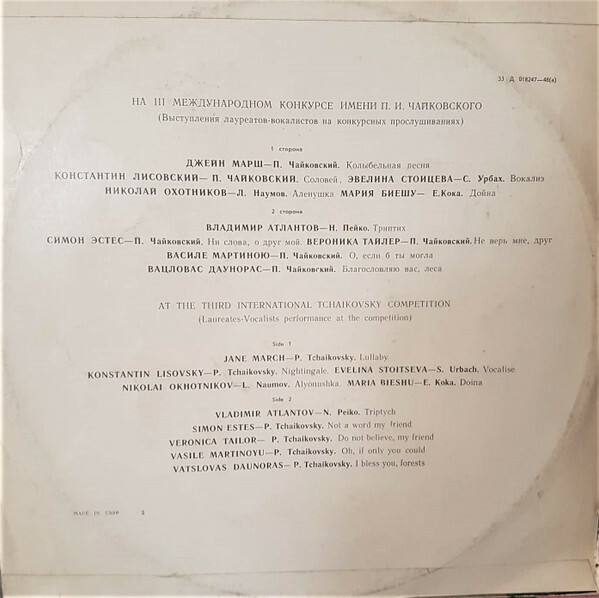 33 Д 018247—48(а)
НА III МЕЖДУНАРОДНОМ КОНКУРСЕ ИМЕНИ П. И. ЧАЙКОВСКОГО
(Выступления лауреатов-вокалистов на конкурсных прослушиваниях)
1 сторона
ДЖЕЙН МАРШ—П. Чайковский. Колыбельная песня
КОНСТАНТИН ЛИСОВСКИЙ— П. ЧАЙКОВСКИЙ. Соловей, ЭВЕЛИНА СТОИЦЕВА—С. Урбах. Вокализ
НИКОЛАЙ ОХОТНИКОВ—Л. Наумов. Аленушка МАРИЯ БИЕШУ— Е.Кока. Дойна
2 сторона
ВЛАДИМИР АТЛАНТОВ—Н. Пейко. Триптих
СИМОН ЭСТЕС—П. Чайковский. Ни слова, о друг мой. ВЕРОНИКА ТАЙЛЕР—П. Чайковский. Не верь мне, друг
ВАСИЛЕ МАРТИНОЮ—П. Чайковский. О, если б ты могла
ВАЦЛОВАС ДАУНОРАС—П. Чайковский. Благословляю вас, леса
AT THE THIRD INTERNATIONAL TCHAIKOVSKY COMPETITION
(Laureates-Vocalists performance at the competition)
Side 1
JANE MARCH—P. Tchaikovsky. Lullaby
KONSTANTIN LISOVSKY—P. Tchaikovsky. Nightingale. EVELINA STOITSEVA—S. Urbach. Vocalise
NIKOLAI OKHOTNIKOV—L. Naumov. Alyonushka. MARIA BIESHU—E. Koka. Doina
Side 2
VLADIMIR ATLANTOV—N. Peiko. Triptych
SIMON ESTES—P. Tchaikovsky. Not a word my friend
VERONICA TAILOR— P. Tchaikovsky. Do not believe, my friend
VASILE MARTINOYU—P. Tchaikovsky. Oh, if only you could
VATSLOVAS DAUNORAS—P. Tchaikovsky. I bless you, forests
MADE IN USSR